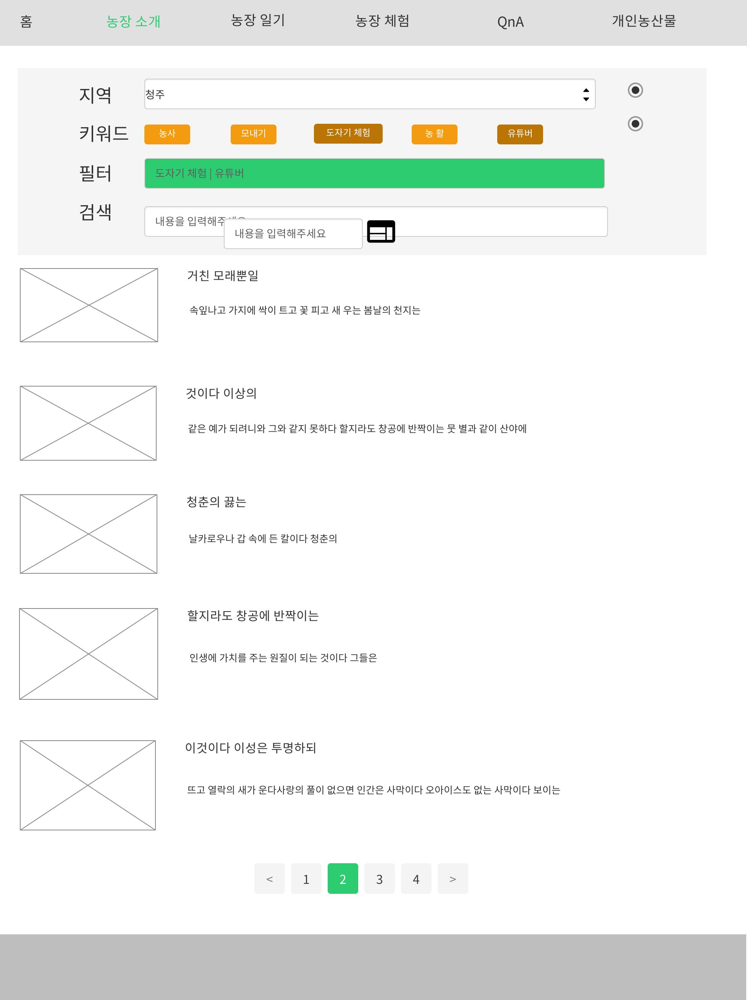 홈 농장 소개 농장 일기 농장 체험 QnA 개인농산물
지역 청주
키워드 농사 모내기 도자기 체험 농 활 유튜버
필터 도자기 체험 | 유튜버
검색 내용을 입력해주세요
내용을 입력해주세요
거친 모래뿐일
속잎나고 가지에 싹이 트고 꽃 피고 새 우는 봄날의 천지는
것이다 이상의
같은 예가 되려니와 그와 같지 못하다 할지라도 창공에 반짝이는 뭇 별과 같이 산야에
청춘의 끓는
날카로우나 갑 속에 든 칼이다 청춘의
할지라도 창공에 반짝이는
인생에 가치를 주는 원질이 되는 것이다 그들은
이것이다 이성은 투명하되
뜨고 열락의 새가 운다사랑의 풀이 없으면 인간은 사막이다 오아이스도 없는 사막이다 보이는
< 1 2 3 4 >